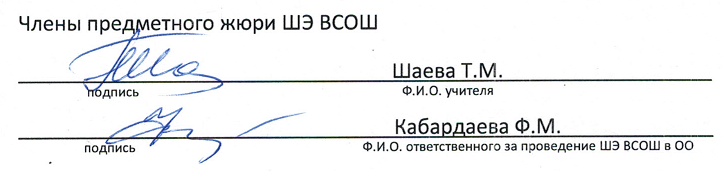 Члены предметного жюри ШЭ ВСОШ
Шаева Т.М.
подпись Ф.И.О. учителя
Кабардаева Ф.М.
подпись Ф.И.О. ответственного за проведение ШЭ ВСОШ в ОО